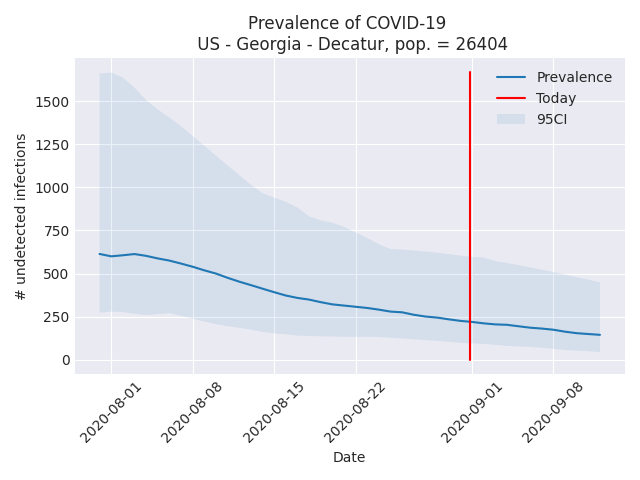 Prevalence of COVID-19
US - Georgia - Decatur, pop. = 26404
Prevalence
Today
95CI
# undetected infections
1500
1250
1000
750
500
250
0
2020-08-01
2020-08-08
2020-08-15
2020-08-22
2020-09-01
2020-09-08
Date